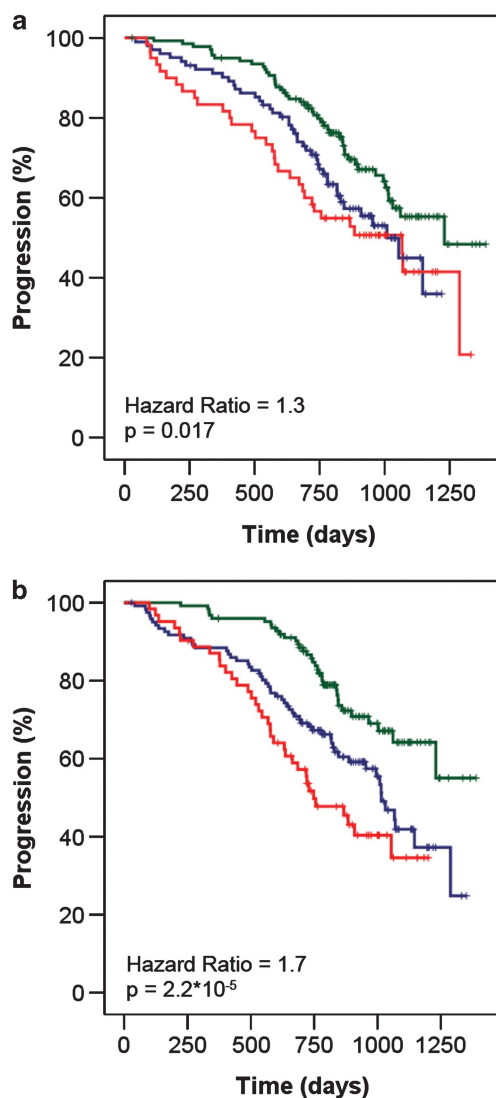 a
100
80
60
40
20
0
Progression (%)
Hazard Ratio = 1.3
p = 0.017
0 250 500 750 1000 1250
Time (days)
b
100
80
60
40
20
0
Progression (%)
Hazard Ratio = 1.7
p = 2.2*10-5
0 250 500 750 1000 1250
Time (days)